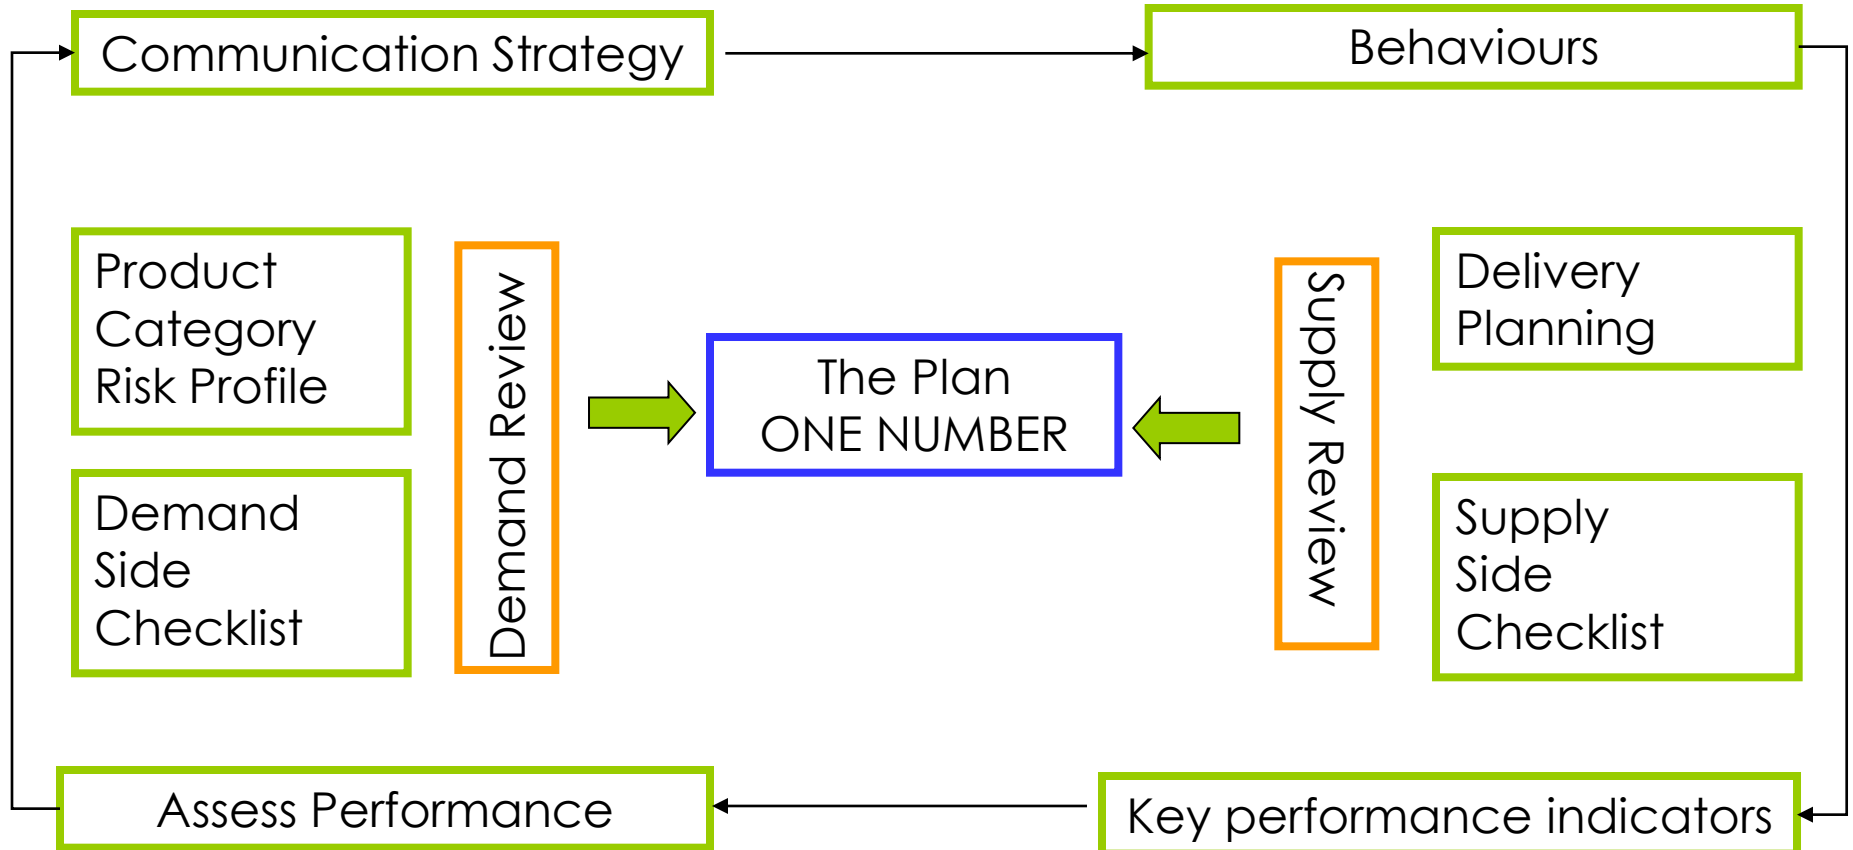 Communication Strategy
Behaviours
Product
Category
Risk Profile
Demand
Side
Checklist
Demand Review
The Plan
ONE NUMBER
Supply Review
Delivery
Planning
Supply
Side
Checklist
Assess Performance
Key performance indicators